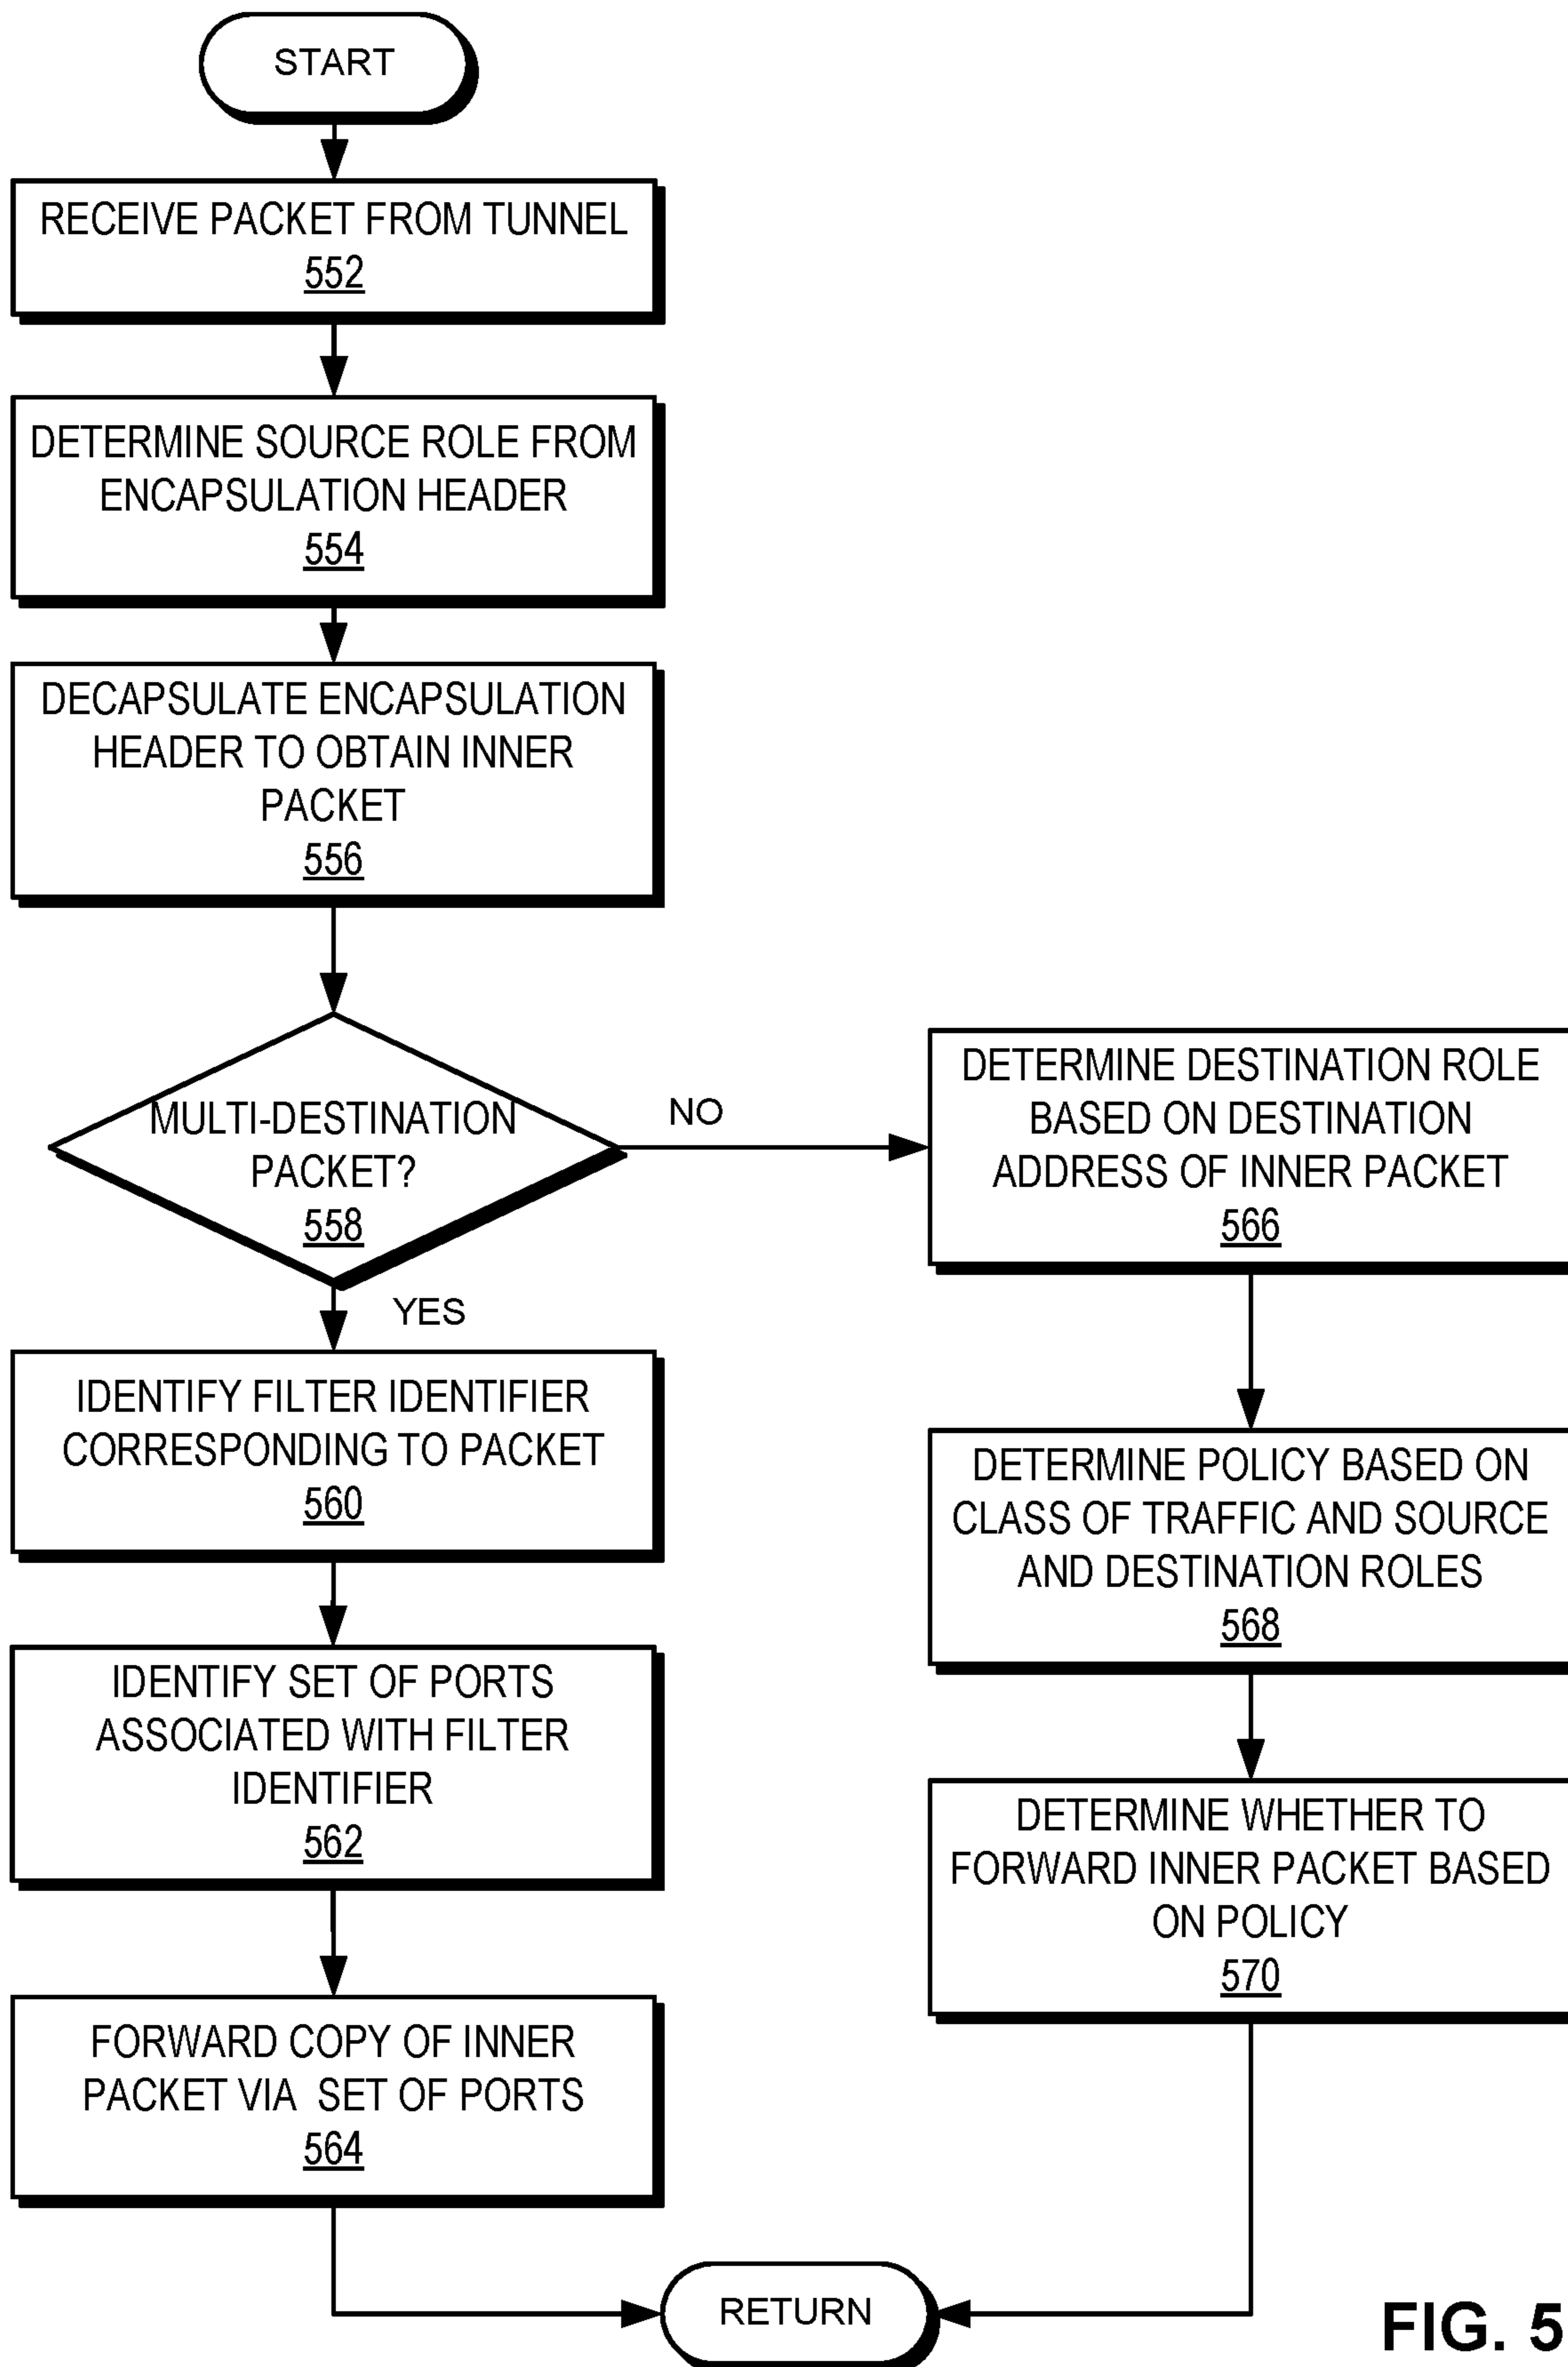 START
RECEIVE PACKET FROM TUNNEL
552
DETERMINE SOURCE ROLE FROM
ENCAPSULATION HEADER
554
DECAPSULATE ENCAPSULATION
HEADER TO OBTAIN INNER
PACKET
556
MULTI-DESTINATION
PACKET?
558
NO
YES
IDENTIFY FILTER IDENTIFIER
CORRESPONDING TO PACKET
560
IDENTIFY SET OF PORTS
ASSOCIATED WITH FILTER
IDENTIFIER
562
FORWARD COPY OF INNER
PACKET VIA SET OF PORTS
564
DETERMINE DESTINATION ROLE
BASED ON DESTINATION
ADDRESS OF INNER PACKET
566
DETERMINE POLICY BASED ON
CLASS OF TRAFFIC AND SOURCE
AND DESTINATION ROLES
568
DETERMINE WHETHER TO
FORWARD INNER PACKET BASED
ON POLICY
570
RETURN
FIG. 5